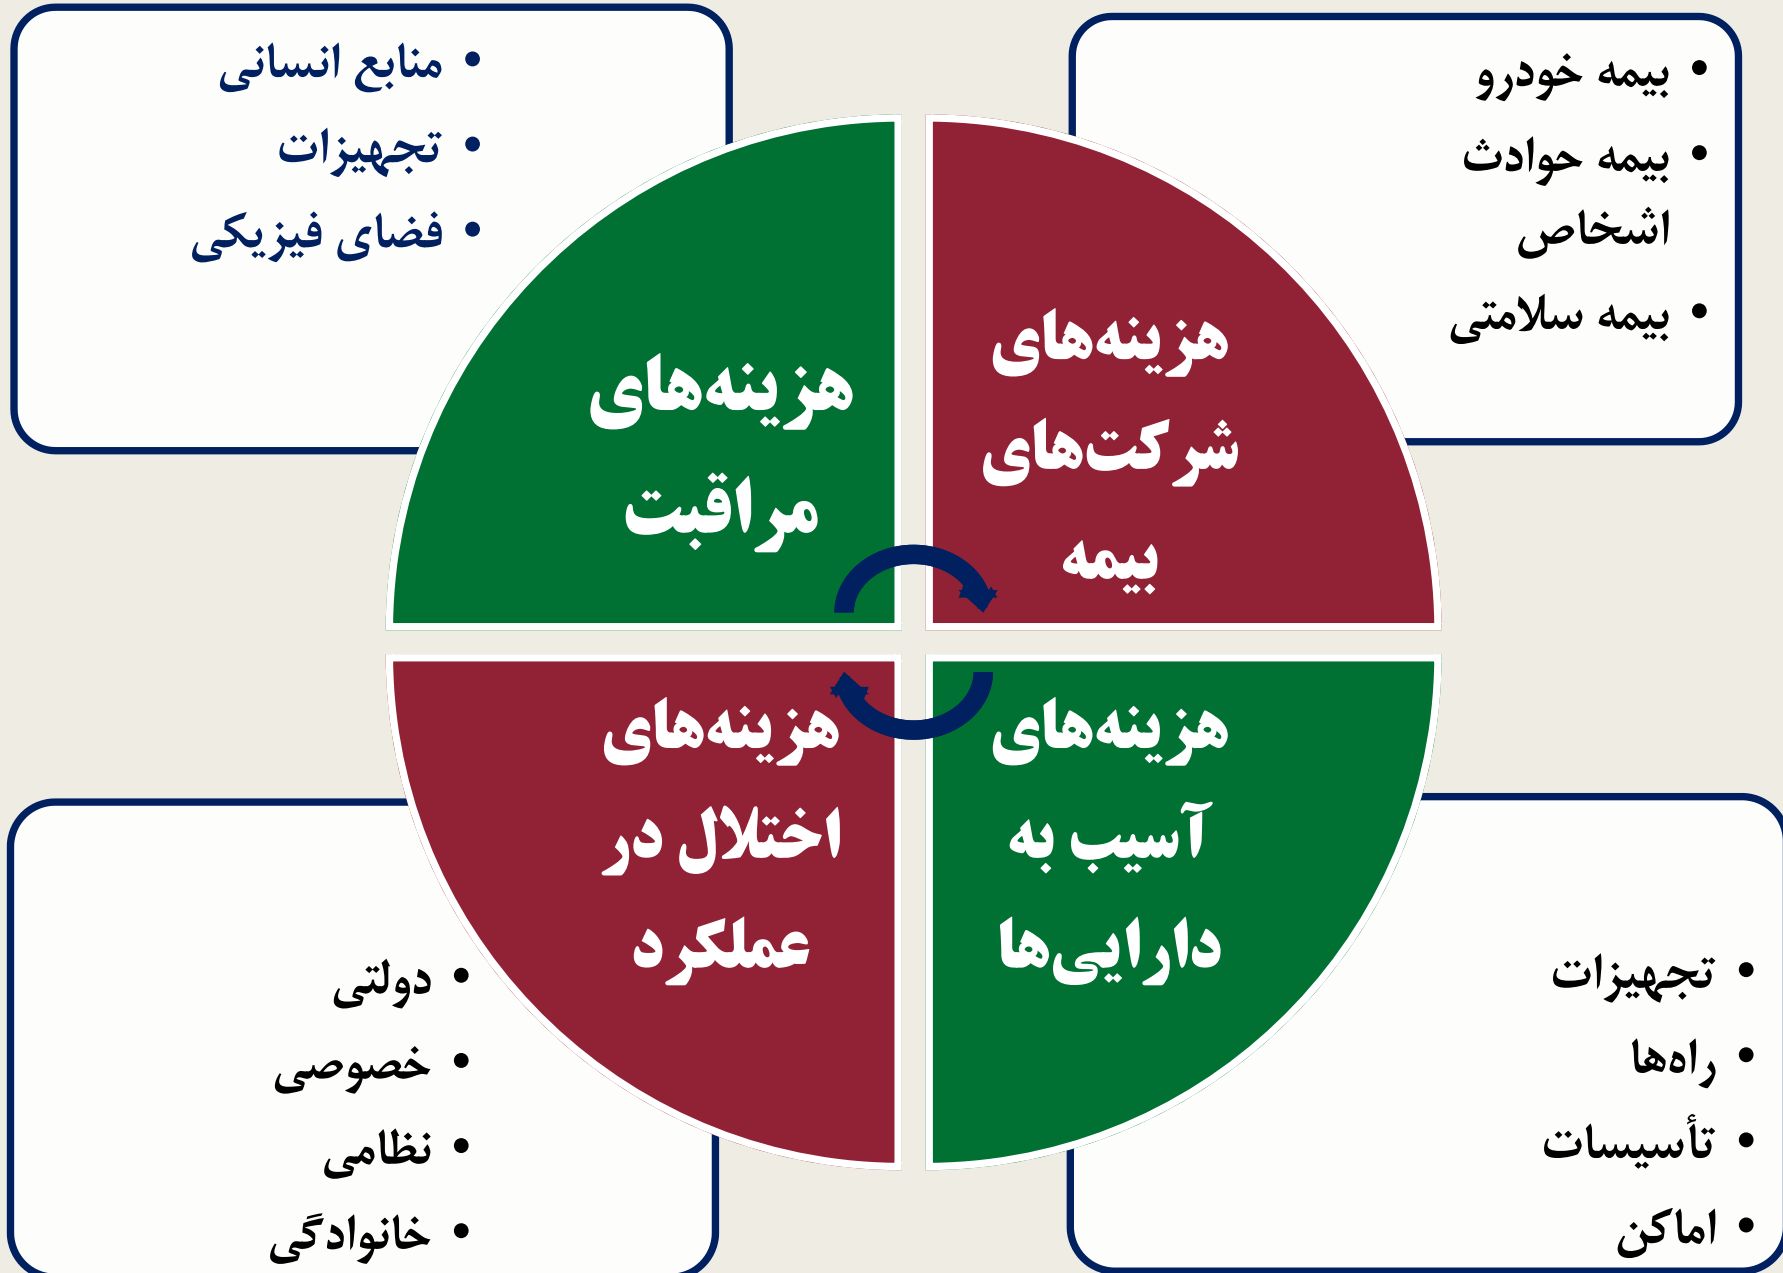 • بیمه خودرو
• بیمه حوادث
اشخاص
• بیمه سلامتی
• منابع انسانی
• تجهیزات
• فضای فیزیکی
هزینه‌های
شرکت‌های
بیمه
هزینه‌های
مراقبت
هزینه‌های
آسیب به
دارایی‌ها
هزینه‌های
اختلال در
عملکرد
• تجهیزات
• راه‌ها
• تأسیسات
• اماکن
• دولتی
• خصوصی
• نظامی
• خانوادگی